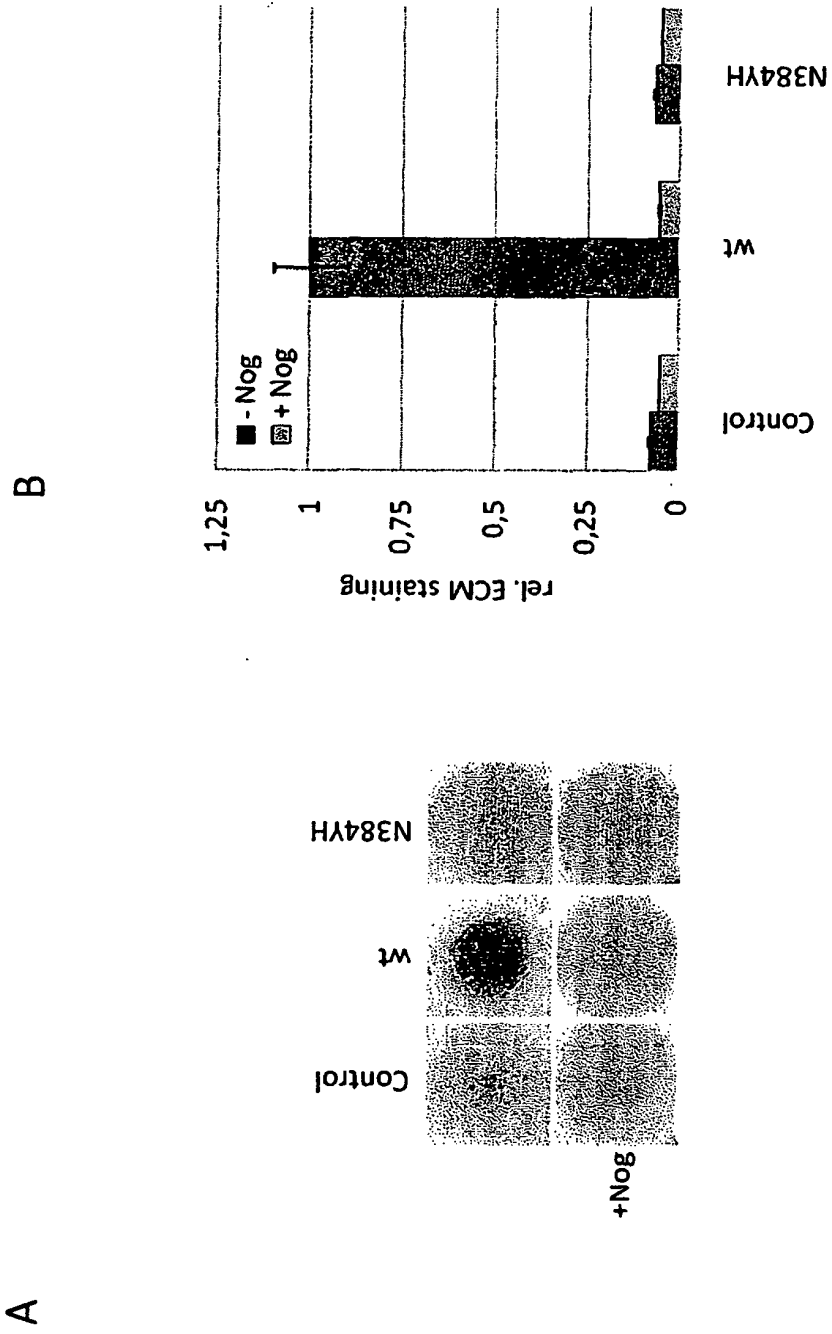 A
Control
wt
N384YH
+Nog
B
rel. ECM staining
1,25
1
0,75
0,5
0,25
0
- Nog
+ Nog
Control
wt
N384YH